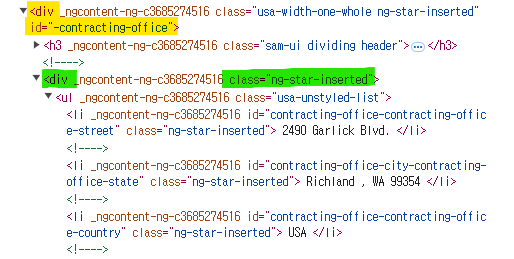 ▼<div _ngcontent-ng-c3685274516 class="usa-width-one-whole ng-star-inserted"
id="-contracting-office">
▶<h3 _ngcontent-ng-c3685274516 class="sam-ui dividing header">…</h3>
<!---->
▼<div _ngcontent-ng-c3685274516 class="ng-star-inserted">
▼<ul _ngcontent-ng-c3685274516 class="usa-unstyled-list">
<li _ngcontent-ng-c3685274516 id="contracting-office-contracting-offic
e-street" class="ng-star-inserted"> 2490 Garlick Blvd. </li>
<!---->
<li _ngcontent-ng-c3685274516 id="contracting-office-city-contracting-
office-state" class="ng-star-inserted"> Richland , WA 99354 </li>
<!---->
<li _ngcontent-ng-c3685274516 id="contracting-office-contracting-offic
e-country" class="ng-star-inserted"> USA </li>
<!---->